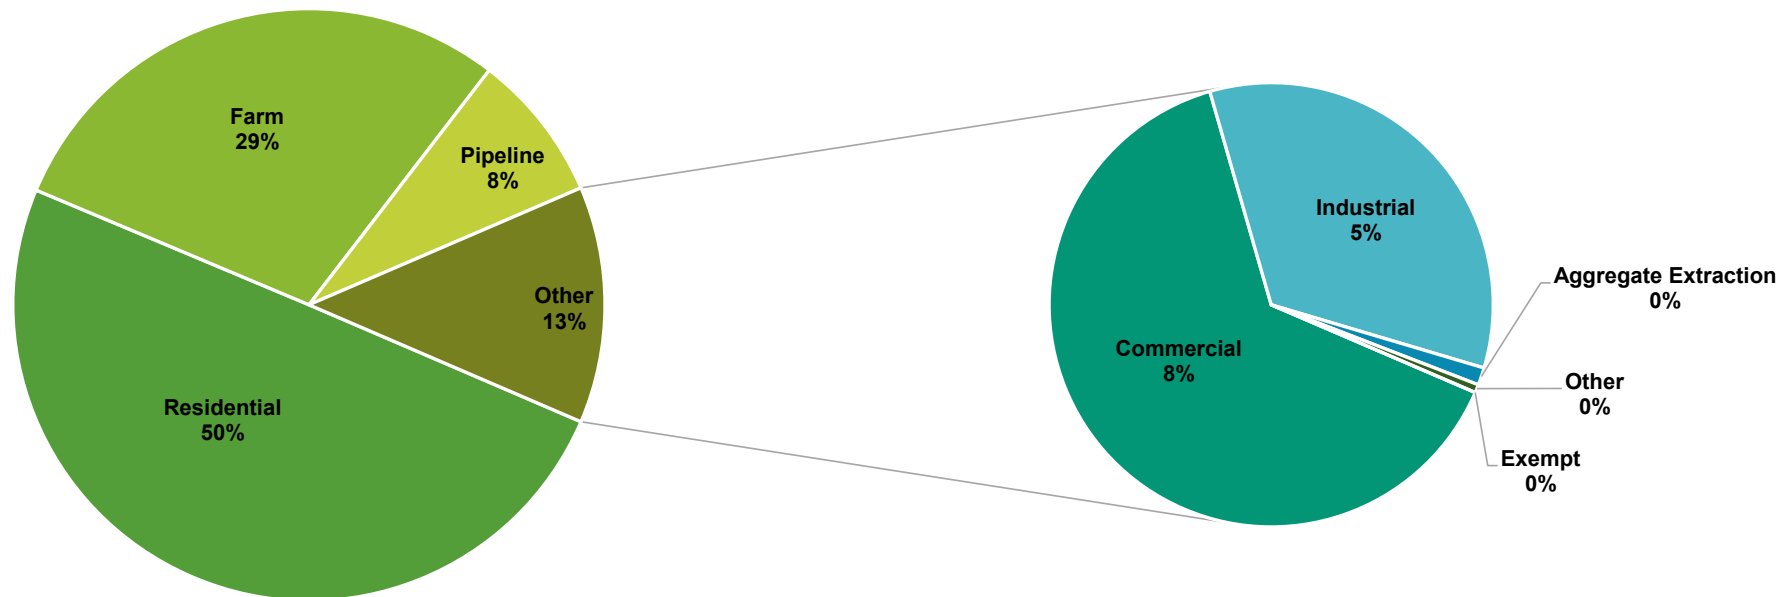 Farm
29%
Pipeline
8%
Other
13%
Residential
50%
Industrial
5%
Commercial
8%
Aggregate Extraction
0%
Other
0%
Exempt
0%